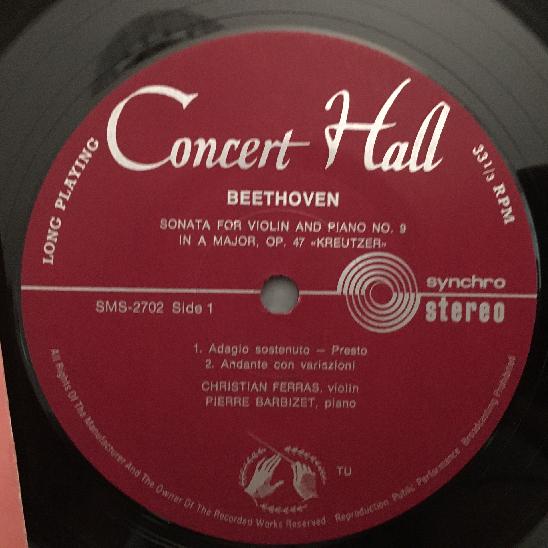 Concert Hall
LONG PLAYING
33 1/3 RPM
BEETHOVEN
SONATA FOR VIOLIN AND PIANO NO. 9
IN A MAJOR, OP. 47 «KREUTZER»
synchro
stereo
SMS-2702 Side 1
1. Adagio sostenuto – Presto
2. Andante con variazioni
CHRISTIAN FERRAS, violin
PIERRE BARBIZET, piano
TU
All Rights Of The Manufacturer And The Owner Of The Recorded Works Reserved. Reproduction Public Performance Broadcasting Prohibited